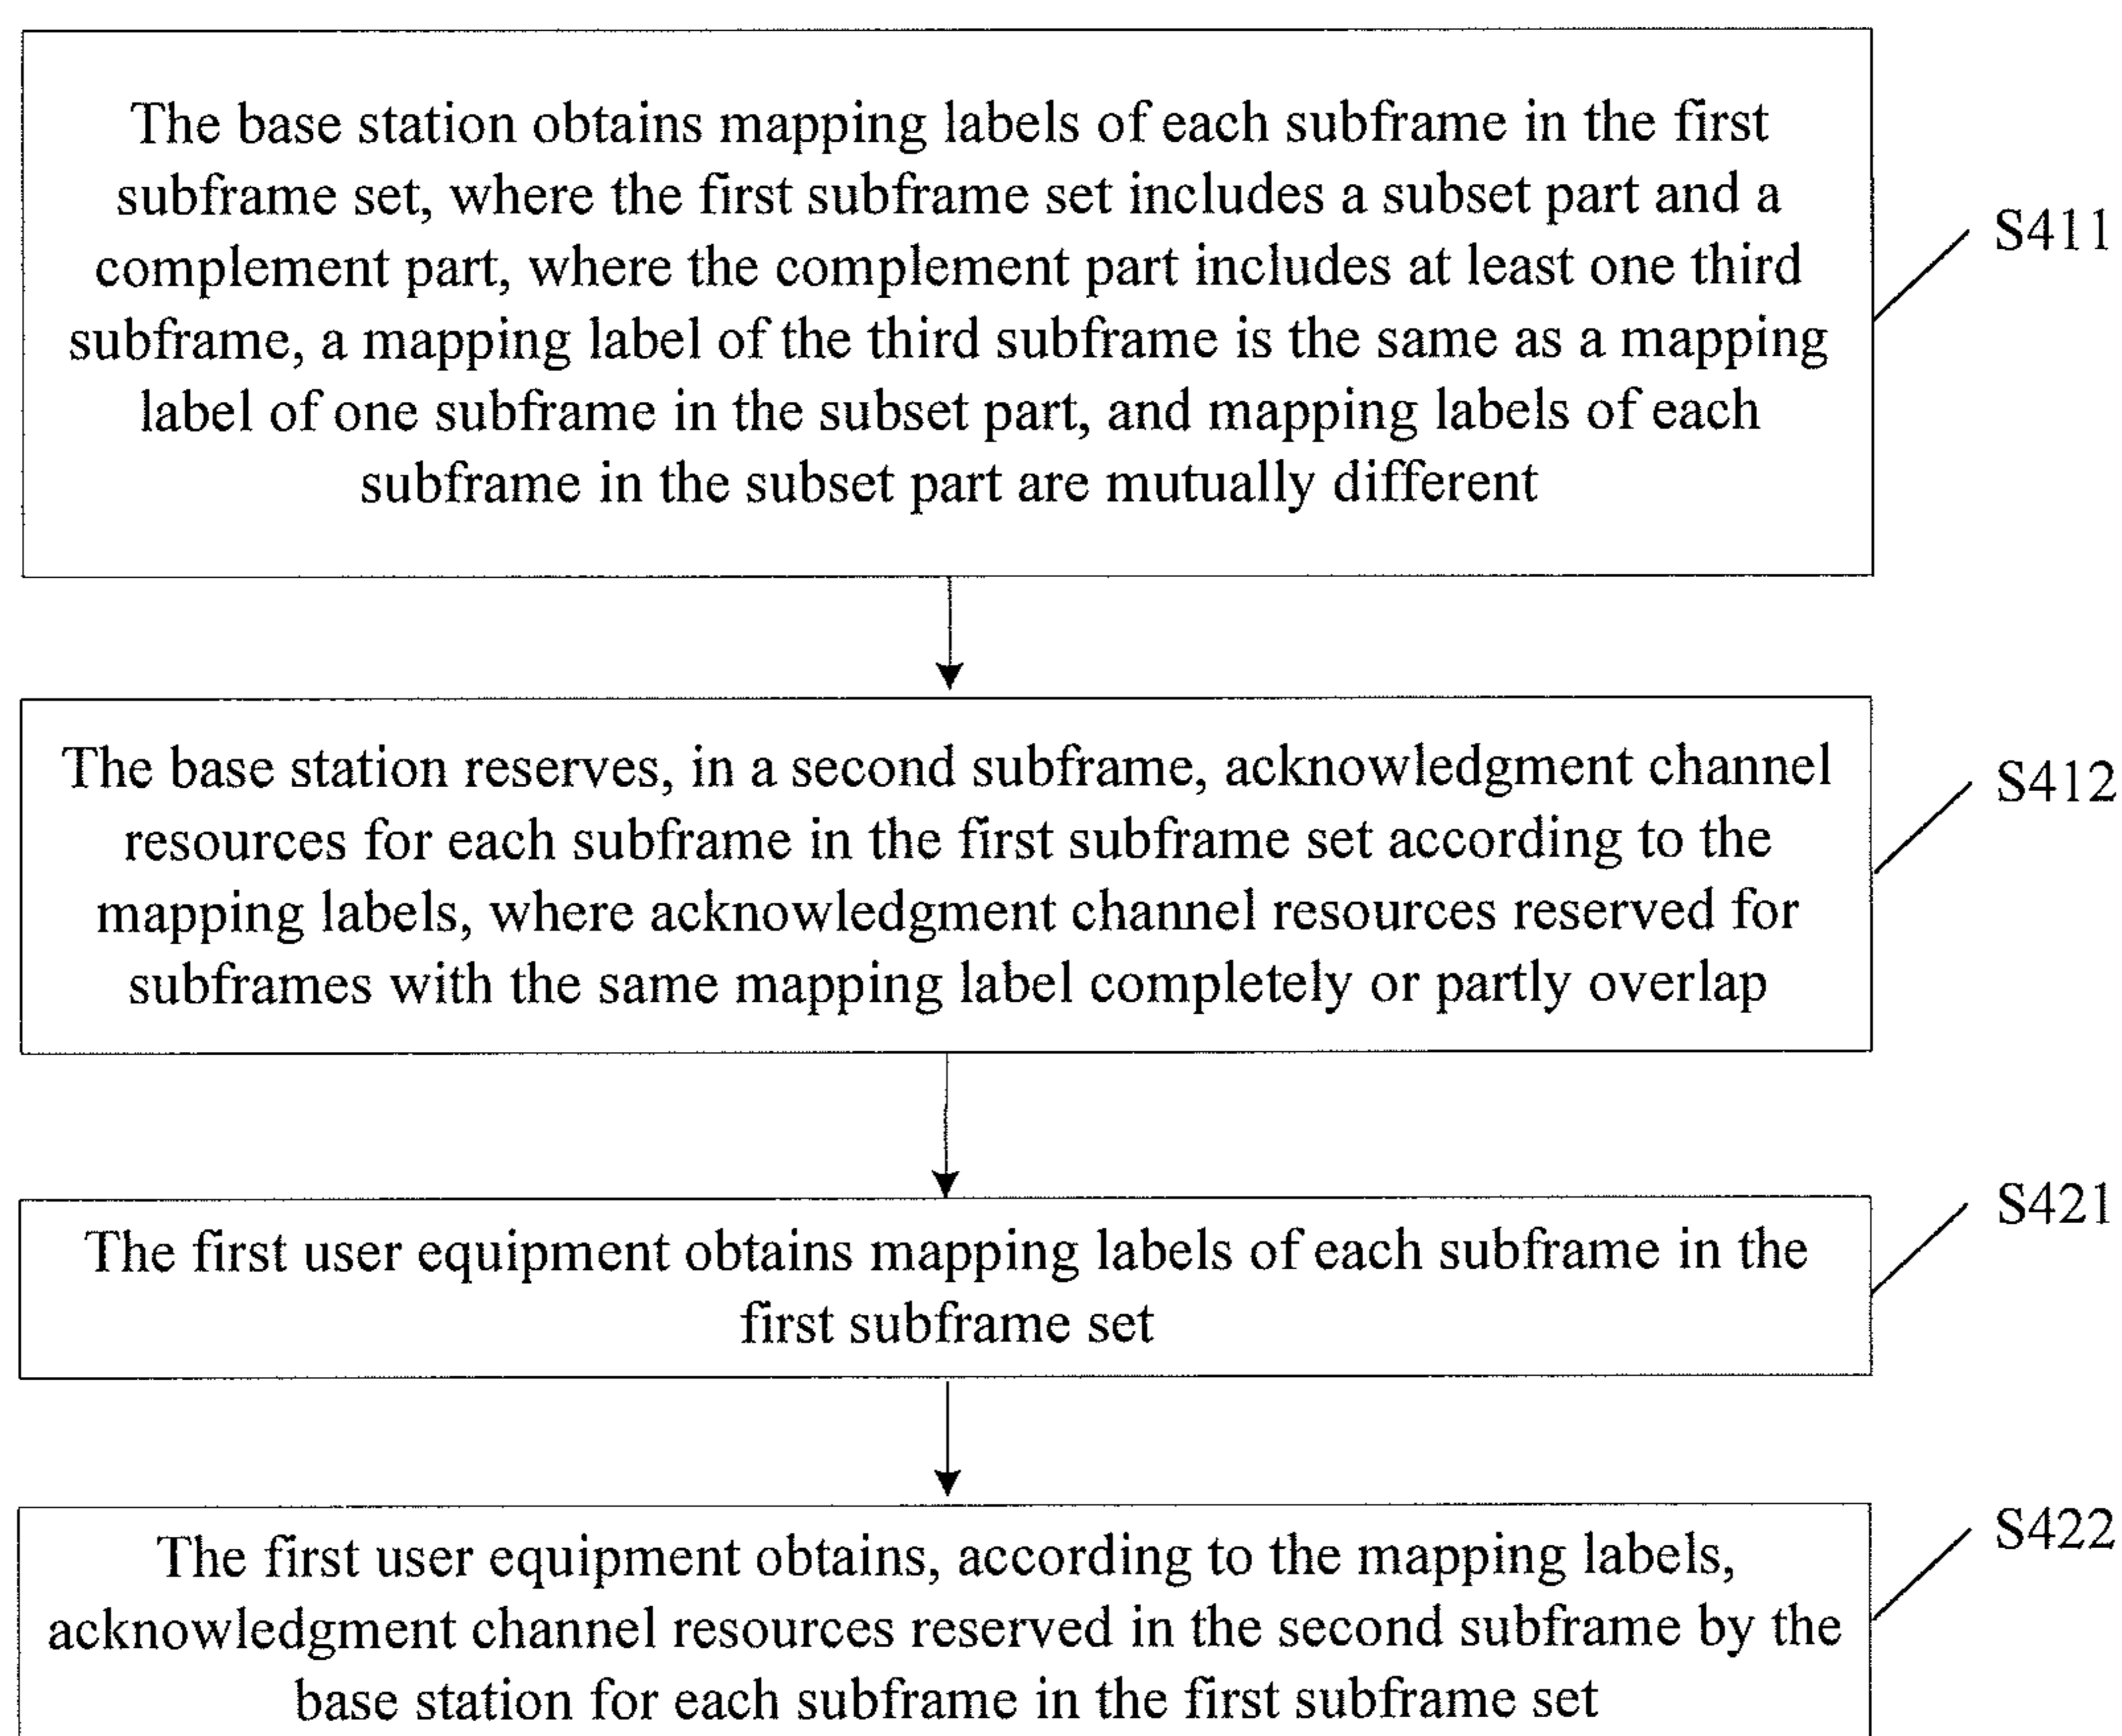 The base station obtains mapping labels of each subframe in the first
subframe set, where the first subframe set includes a subset part and a
complement part, where the complement part includes at least one third
subframe, a mapping label of the third subframe is the same as a mapping
label of one subframe in the subset part, and mapping labels of each
subframe in the subset part are mutually different
S411
The base station reserves, in a second subframe, acknowledgment channel
resources for each subframe in the first subframe set according to the
mapping labels, where acknowledgment channel resources reserved for
subframes with the same mapping label completely or partly overlap
S412
The first user equipment obtains mapping labels of each subframe in the
first subframe set
S421
The first user equipment obtains, according to the mapping labels,
acknowledgment channel resources reserved in the second subframe by the
base station for each subframe in the first subframe set
S422